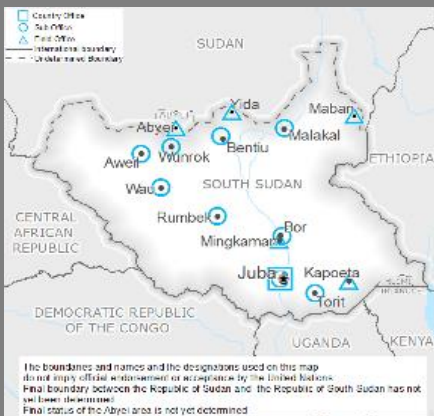 Country Office
Sub Office
Field Office
International boundary
Undetermined Boundary
SUDAN
Abyei
Yida
Maban
Malakal
Bentiu
Wunrok
Aweil
ETHIOPIA
Wau
SOUTH SUDAN
Rumbek
Bor
CENTRAL
AFRICAN
REPUBLIC
Mingkaman
Juba
Kapoeta
Torit
DEMOCRATIC REPUBLIC
OF THE CONGO
UGANDA
KENYA
The boundaries and names and the designations used on this map
do not imply official endorsement or acceptance by the United Nations
Final boundary between the Republic of Sudan and the Republic of South Sudan has not
yet been determined
Final status of the Abyei area is not yet determined